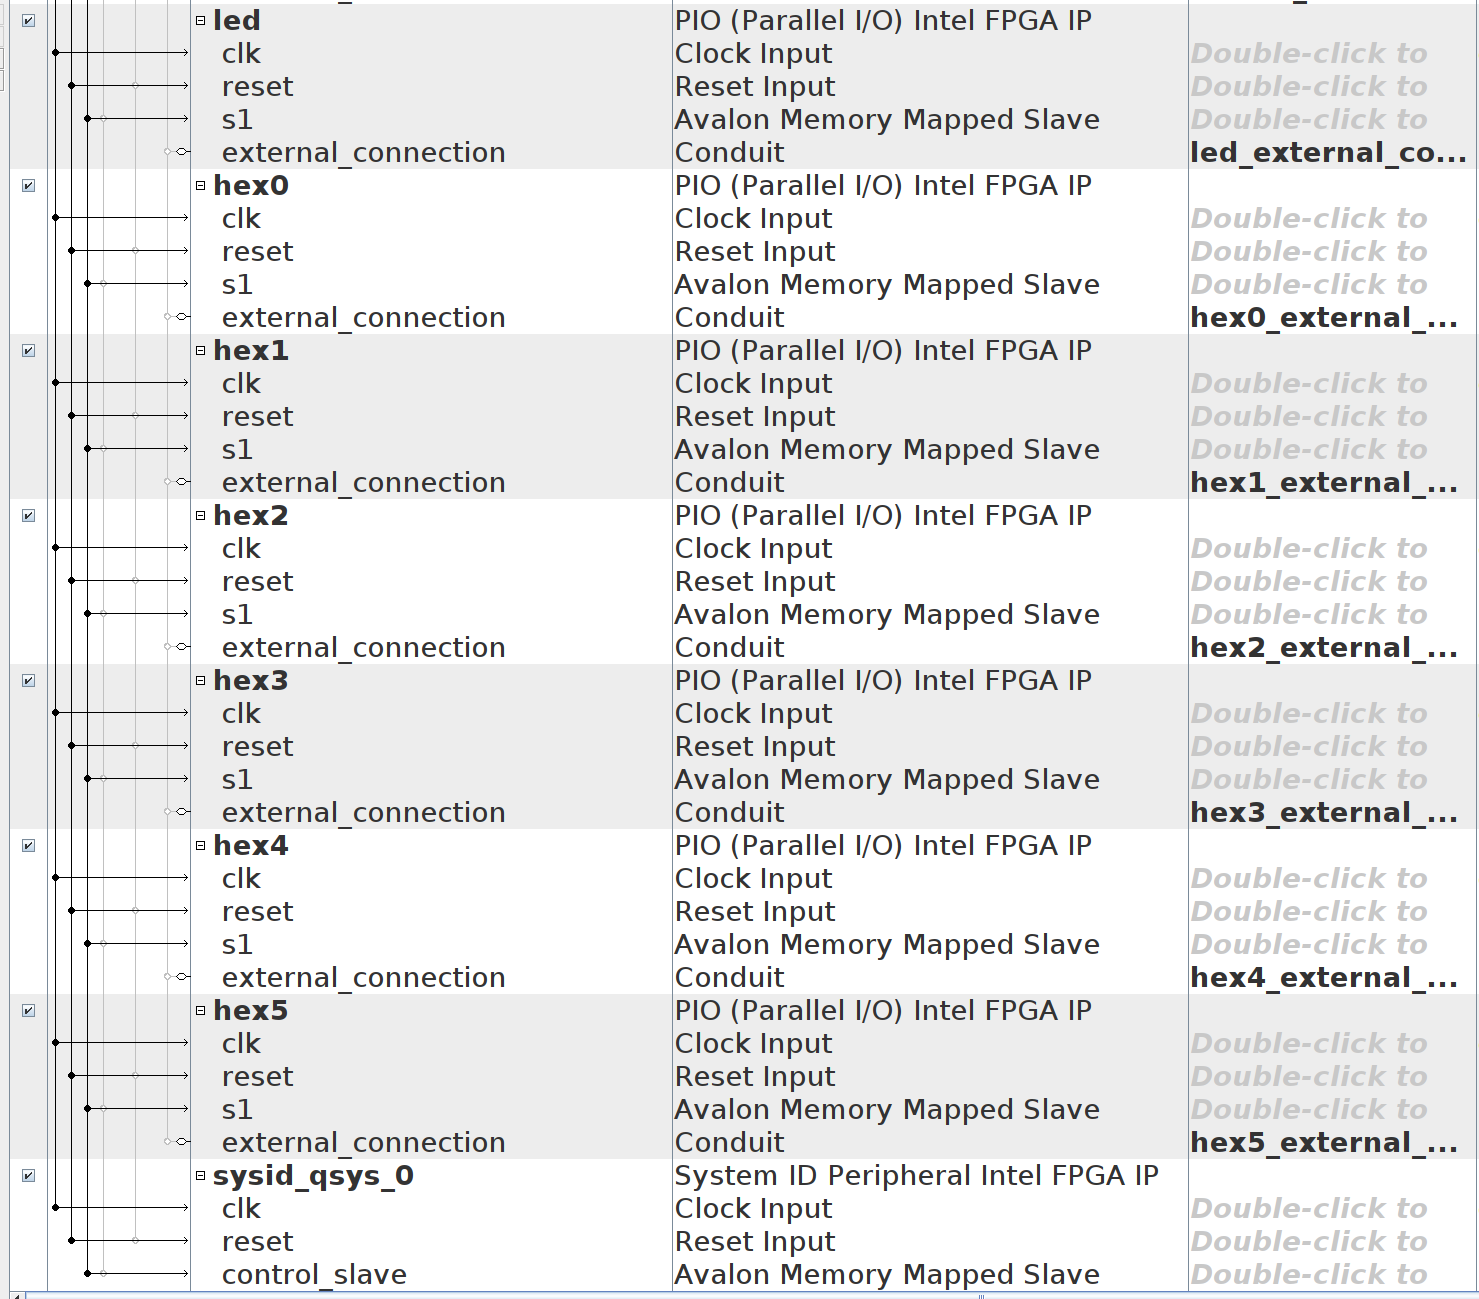 led PIO (Parallel I/O) Intel FPGA IP
clk Clock Input Double-click to
reset Reset Input Double-click to
s1 Avalon Memory Mapped Slave Double-click to
external_connection Conduit led_external_co...
hex0 PIO (Parallel I/O) Intel FPGA IP
clk Clock Input Double-click to
reset Reset Input Double-click to
s1 Avalon Memory Mapped Slave Double-click to
external_connection Conduit hex0_external_...
hex1 PIO (Parallel I/O) Intel FPGA IP
clk Clock Input Double-click to
reset Reset Input Double-click to
s1 Avalon Memory Mapped Slave Double-click to
external_connection Conduit hex1_external_...
hex2 PIO (Parallel I/O) Intel FPGA IP
clk Clock Input Double-click to
reset Reset Input Double-click to
s1 Avalon Memory Mapped Slave Double-click to
external_connection Conduit hex2_external_...
hex3 PIO (Parallel I/O) Intel FPGA IP
clk Clock Input Double-click to
reset Reset Input Double-click to
s1 Avalon Memory Mapped Slave Double-click to
external_connection Conduit hex3_external_...
hex4 PIO (Parallel I/O) Intel FPGA IP
clk Clock Input Double-click to
reset Reset Input Double-click to
s1 Avalon Memory Mapped Slave Double-click to
external_connection Conduit hex4_external_...
hex5 PIO (Parallel I/O) Intel FPGA IP
clk Clock Input Double-click to
reset Reset Input Double-click to
s1 Avalon Memory Mapped Slave Double-click to
external_connection Conduit hex5_external_...
sysid_qsys_0 System ID Peripheral Intel FPGA IP
clk Clock Input Double-click to
reset Reset Input Double-click to
control_slave Avalon Memory Mapped Slave Double-click to